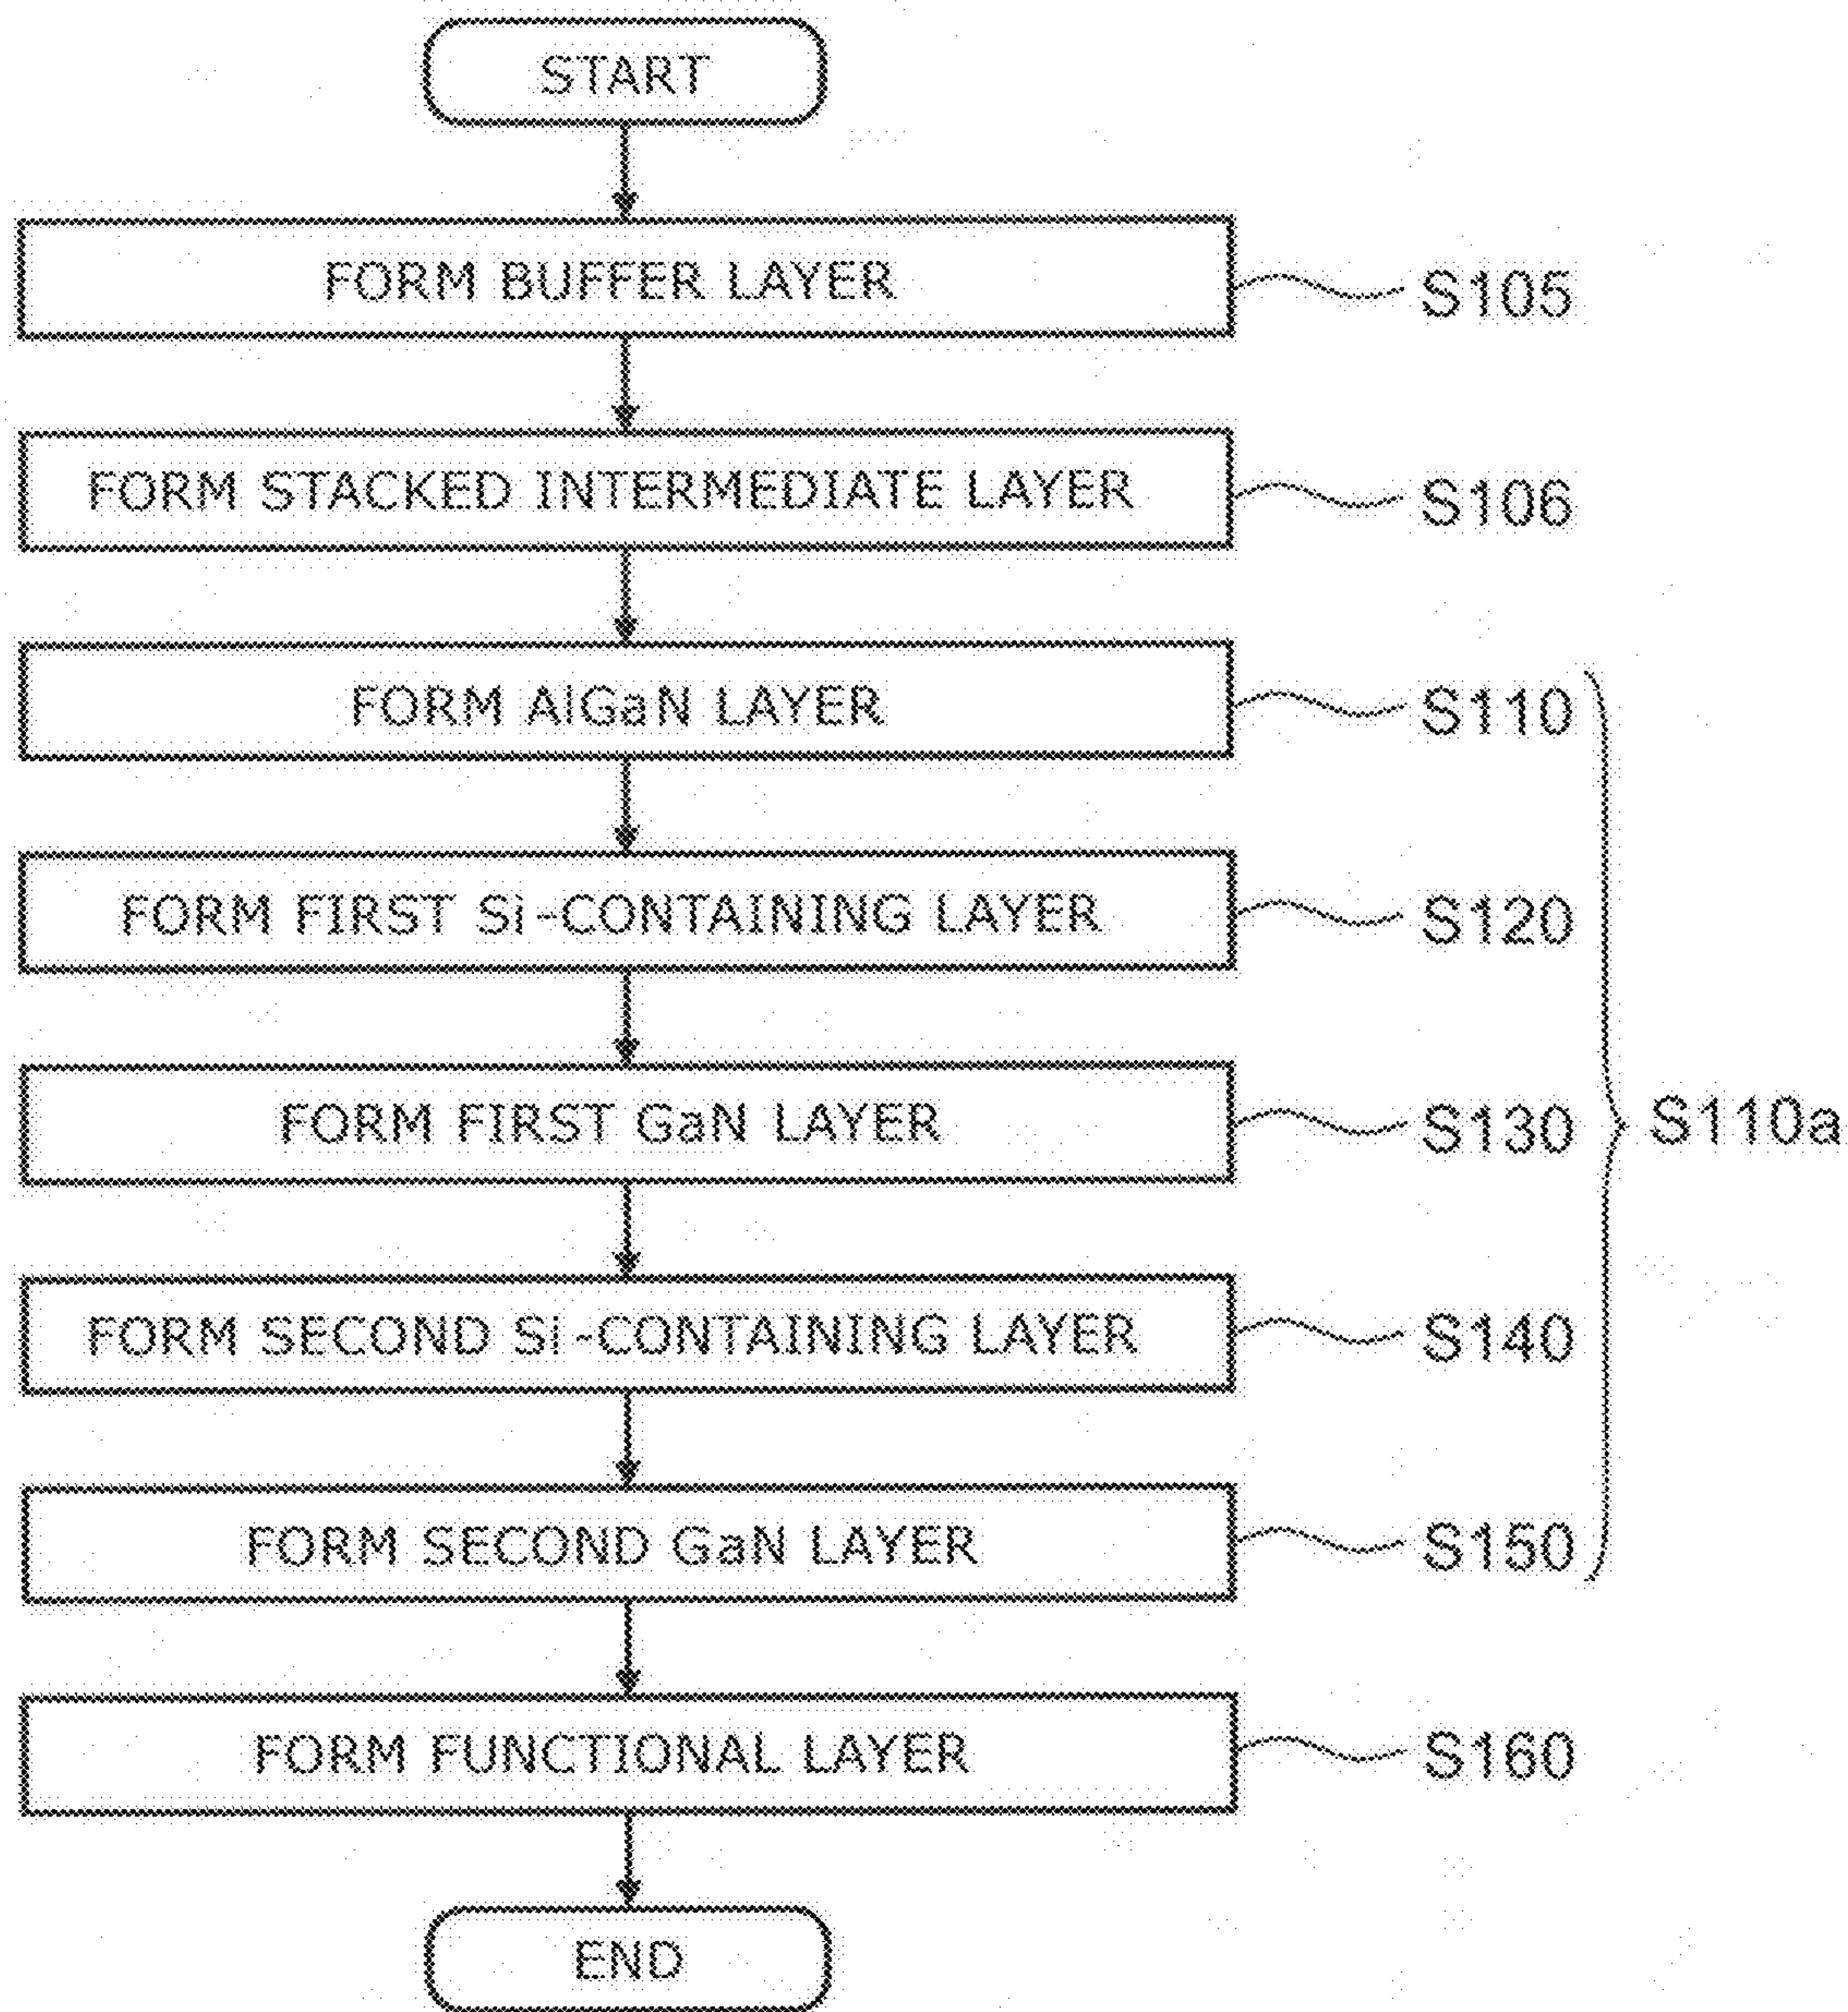 START
FORM BUFFER LAYER
S105
FORM STACKED INTERMEDIATE LAYER
S106
FORM AlGaN LAYER
S110
FORM FIRST Si-CONTAINING LAYER
S120
FORM FIRST GaN LAYER
S130
S110a
FORM SECOND Si-CONTAINING LAYER
S140
FORM SECOND GaN LAYER
S150
FORM FUNCTIONAL LAYER
S160
END